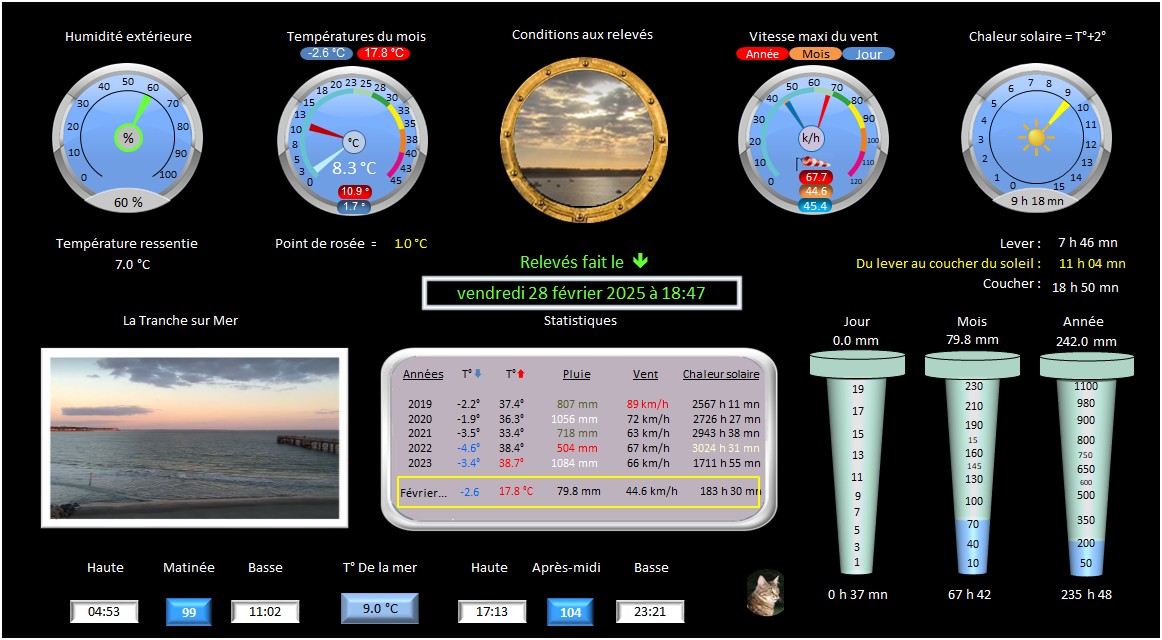 Humidité extérieure
Températures du mois
Conditions aux relevés
Vitesse maxi du vent
Chaleur solaire = T°+2°
-2.6 °C 17.8 °C
Année Mois Jour
0 10 20 30 40 50 60 70 80 90 100
%
60 %
0 3 5 10 13 15 18 20 23 25 28 30 33 35 38 40 43 45
°C
8.3 °C
10.9 °
1.7 °
0 10 20 30 40 50 60 70 80 90 100 110 120
k/h
67.7
44.6
45.4
0 1 2 3 4 5 6 7 8 9 10 11 12 13 14 15
9 h 18 mn
Température ressentie
7.0 °C
Point de rosée = 1.0 °C
Relevés fait le
vendredi 28 février 2025 à 18:47
Lever : 7 h 46 mn
Du lever au coucher du soleil : 11 h 04 mn
Coucher : 18 h 50 mn
La Tranche sur Mer
Statistiques
Années T° T° Pluie Vent Chaleur solaire
2019 -2.2° 37.4° 807 mm 89 km/h 2567 h 11 mn
2020 -1.9° 36.3° 1056 mm 72 km/h 2726 h 27 mn
2021 -3.5° 33.4° 718 mm 63 km/h 2943 h 38 mn
2022 -4.6° 38.4° 504 mm 67 km/h 3024 h 31 mn
2023 -3.4° 38.7° 1084 mm 66 km/h 1711 h 55 mn
Février... -2.6 17.8 °C 79.8 mm 44.6 km/h 183 h 30 mn
Jour
0.0 mm
19
17
15
13
11
9
7
5
3
1
0 h 37 mn
Mois
79.8 mm
230
210
190
15
160
145
130
100
70
40
10
67 h 42
Année
242.0 mm
1100
980
900
800
750
650
600
500
350
200
50
235 h 48
Haute Matinée Basse
04:53 99 11:02
T° De la mer
9.0 °C
Haute Après-midi Basse
17:13 104 23:21